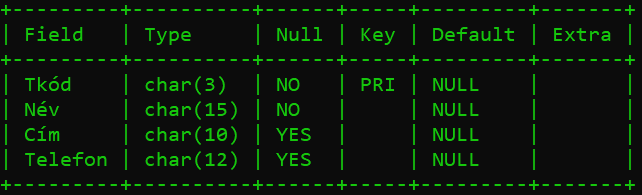 +---------+----------+------+-----+---------+-------+
| Field   | Type     | Null | Key | Default | Extra |
+---------+----------+------+-----+---------+-------+
| Tkód    | char(3)  | NO   | PRI | NULL    |       |
| Név     | char(15) | NO   |     | NULL    |       |
| Cím     | char(10) | YES  |     | NULL    |       |
| Telefon | char(12) | YES  |     | NULL    |       |
+---------+----------+------+-----+---------+-------+